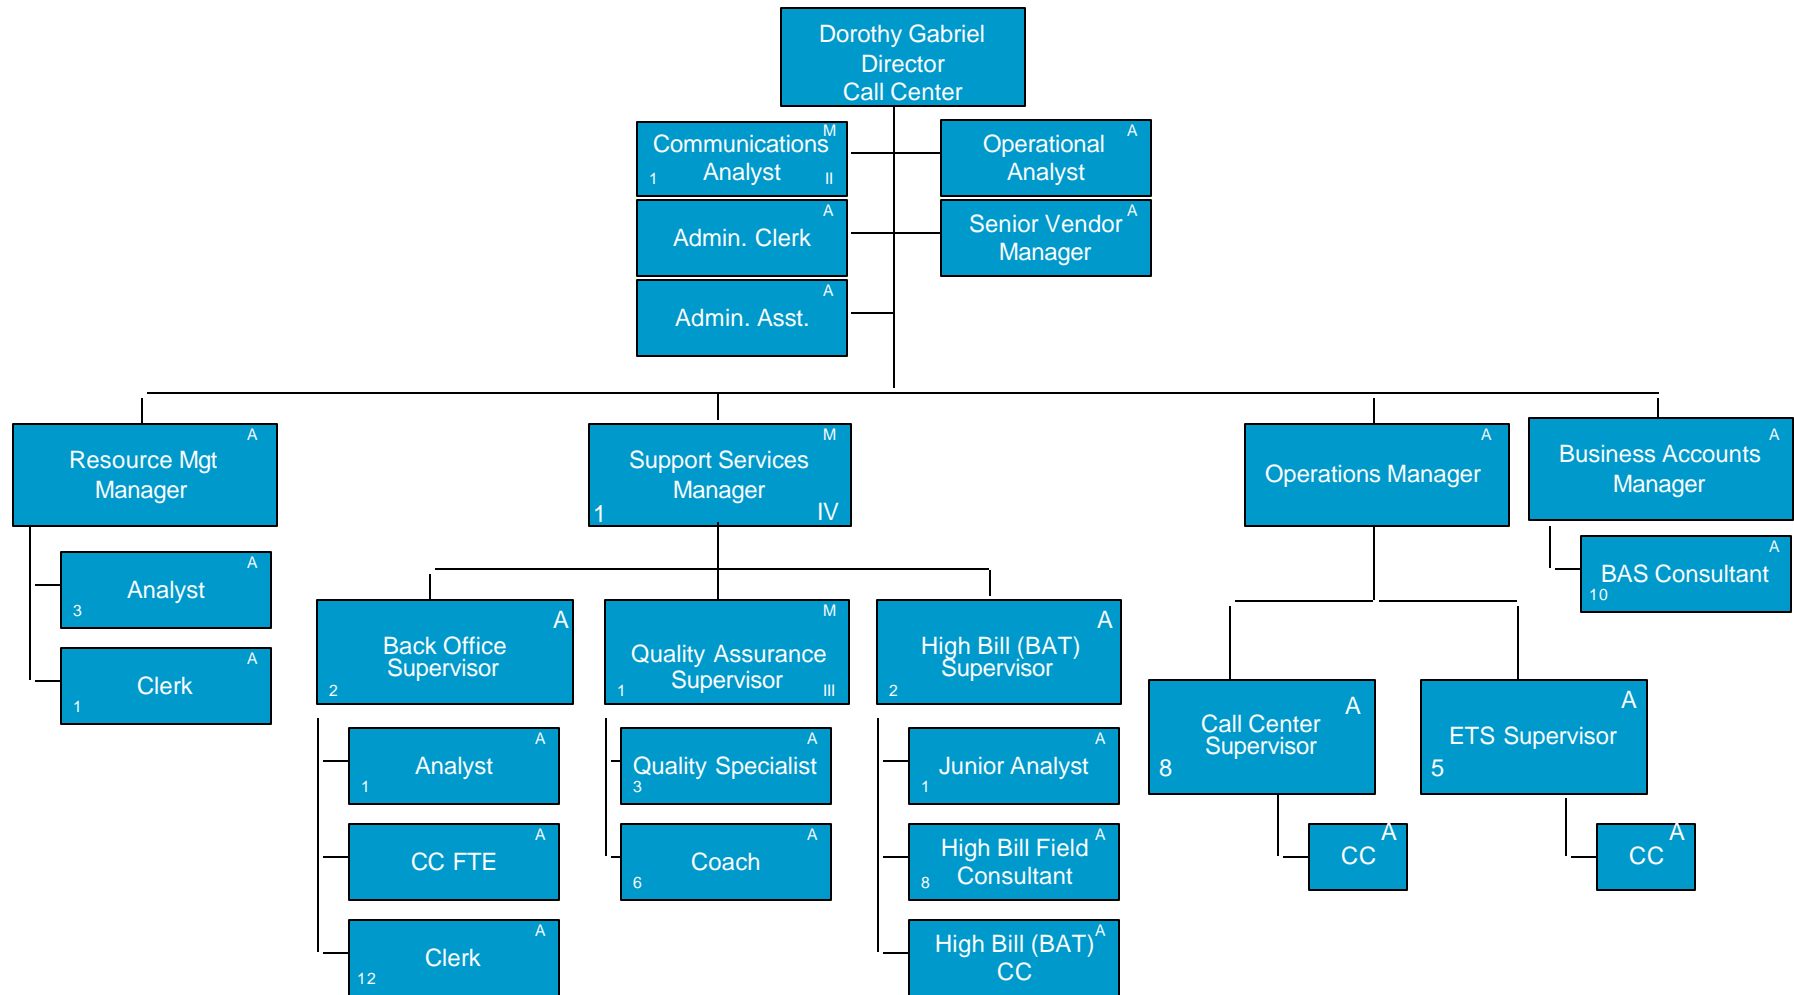 Dorothy Gabriel
Director
Call Center
M
Communications
Analyst
1
II
A
Operational
Analyst
A
Admin. Clerk
A
Senior Vendor
Manager
A
Admin. Asst.
A
Resource Mgt
Manager
M
Support Services
Manager
1
IV
A
Operations Manager
A
Business Accounts
Manager
A
Analyst
3
A
Clerk
1
A
BAS Consultant
10
A
Back Office
Supervisor
2
M
Quality Assurance
Supervisor
1
III
A
High Bill (BAT)
Supervisor
2
A
Call Center
Supervisor
8
A
ETS Supervisor
5
A
Analyst
1
A
Quality Specialist
3
A
Junior Analyst
1
A
CC FTE
A
Coach
6
A
High Bill Field
Consultant
8
A
CC
A
CC
A
Clerk
12
A
High Bill (BAT)
CC